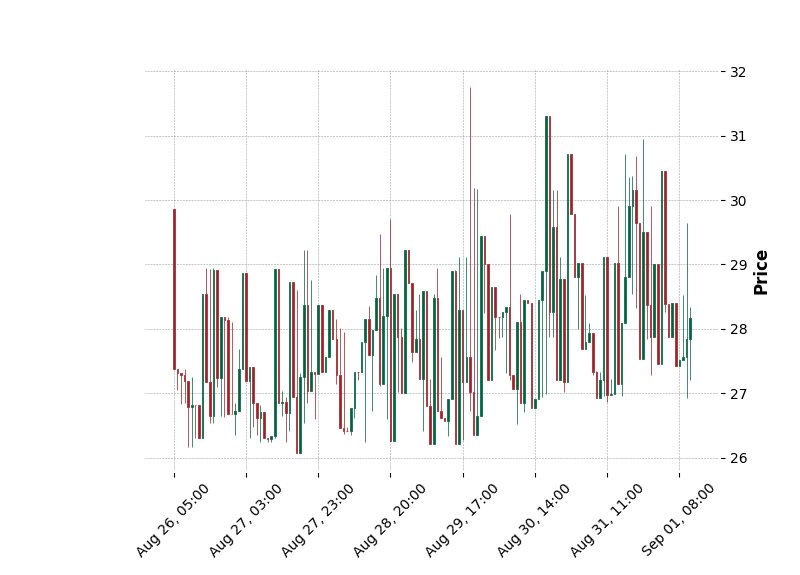 32
31
30
29
28
27
26
Price
Aug 26, 05:00
Aug 27, 03:00
Aug 27, 23:00
Aug 28, 20:00
Aug 29, 17:00
Aug 30, 14:00
Aug 31, 11:00
Sep 01, 08:00